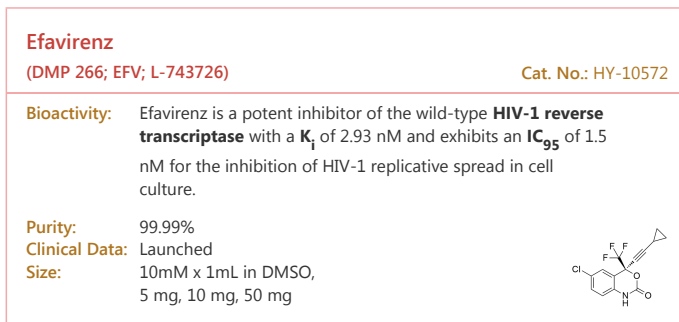 Efavirenz
(DMP 266; EFV; L-743726) Cat. No.: HY-10572
Bioactivity: Efavirenz is a potent inhibitor of the wild-type HIV-1 reverse
transcriptase with a Ki of 2.93 nM and exhibits an IC95 of 1.5
nM for the inhibition of HIV-1 replicative spread in cell
culture.
Purity: 99.99%
Clinical Data: Launched
Size: 10mM x 1mL in DMSO,
5 mg, 10 mg, 50 mg
F F
F
Cl
O
N
H
O